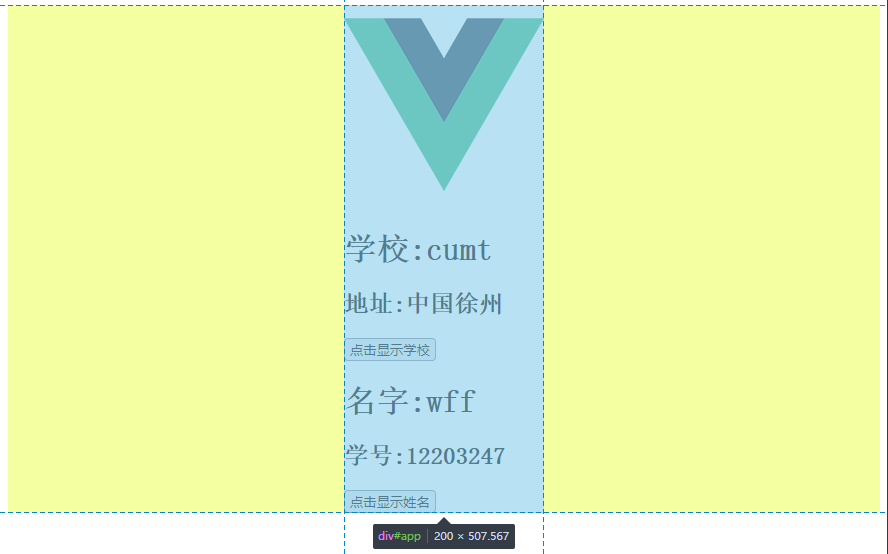 学校:cumt
地址:中国徐州
点击显示学校
名字:wff
学号:12203247
点击显示姓名
div#app 200 × 507.567